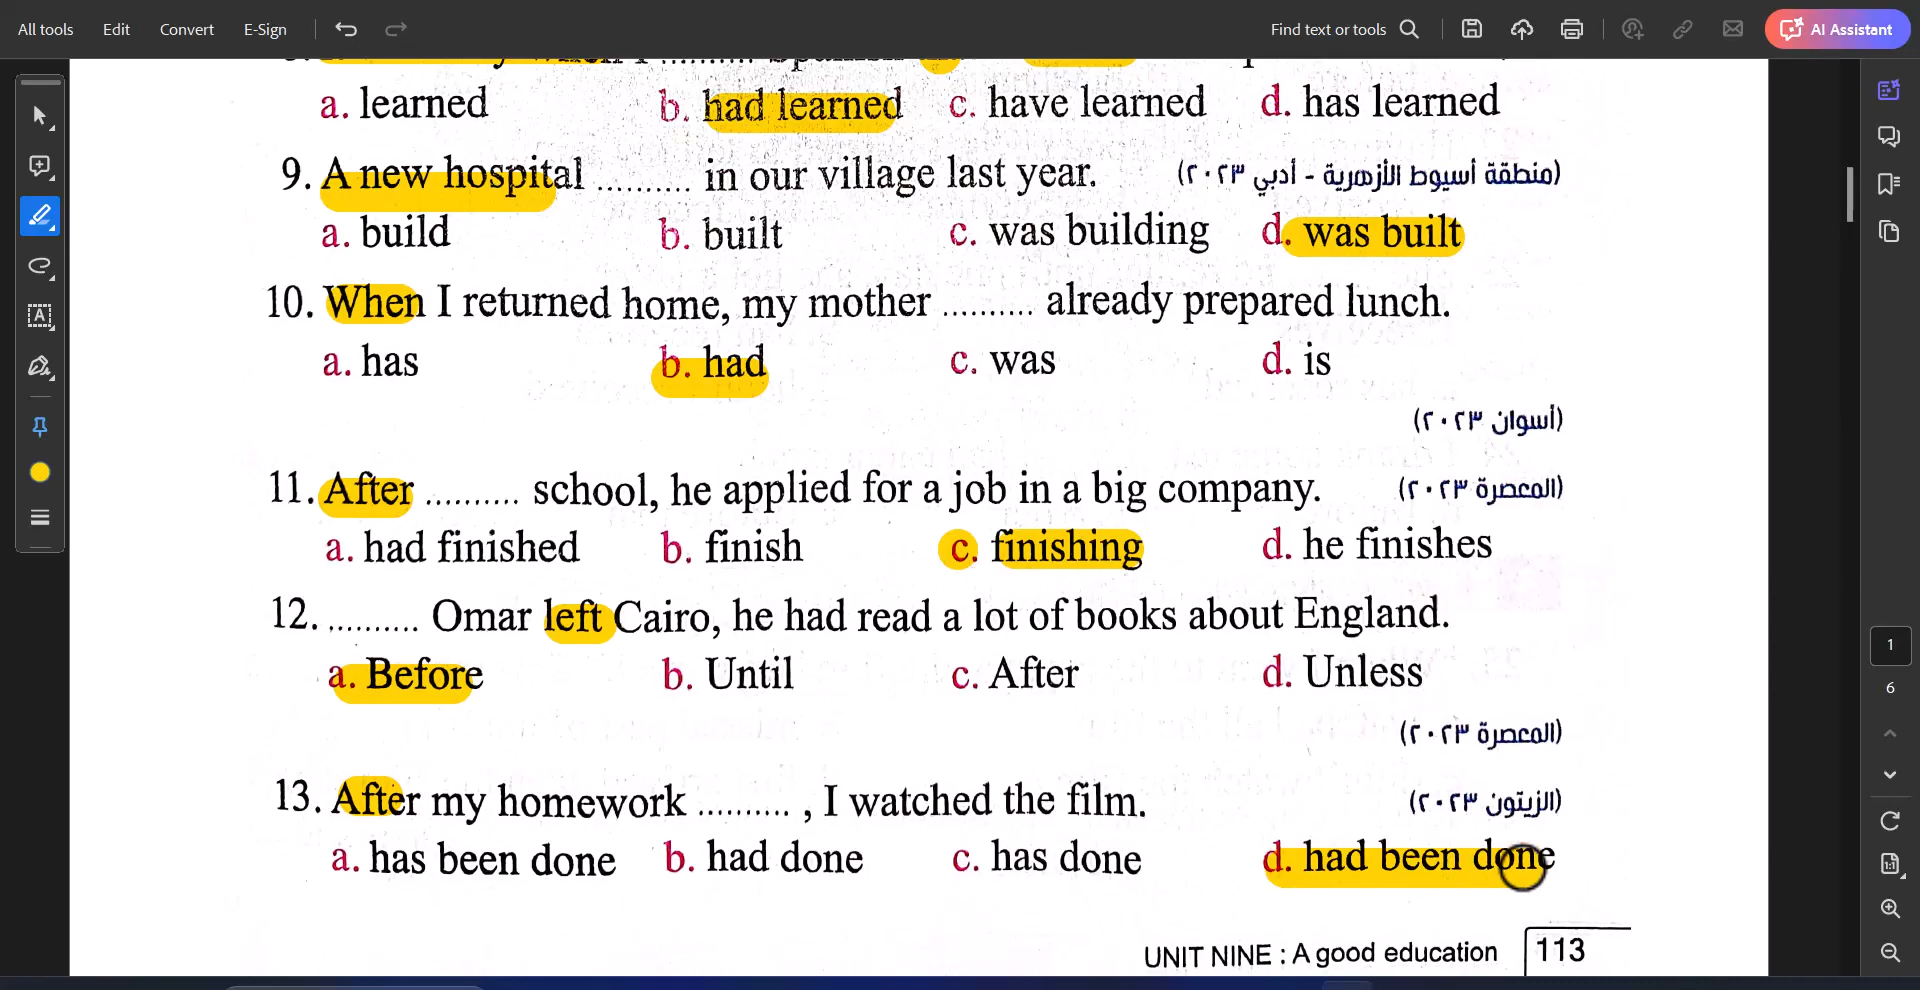 All tools Edit Convert E-Sign Find text or tools AI Assistant
a. learned b. had learned c. have learned d. has learned
9. A new hospital .......... in our village last year. (منطقة أسيوط الأزهرية - أدبي ٢٠٢٣)
a. build b. built c. was building d. was built
10. When I returned home, my mother .......... already prepared lunch.
a. has b. had c. was d. is
(أسوان ٢٠٢٣)
11. After .......... school, he applied for a job in a big company. (المعصرة ٢٠٢٣)
a. had finished b. finish c. finishing d. he finishes
12. .......... Omar left Cairo, he had read a lot of books about England.
a. Before b. Until c. After d. Unless
(المعصرة ٢٠٢٣)
13. After my homework .......... , I watched the film. (الزيتون ٢٠٢٣)
a. has been done b. had done c. has done d. had been done
UNIT NINE : A good education 113
1
6